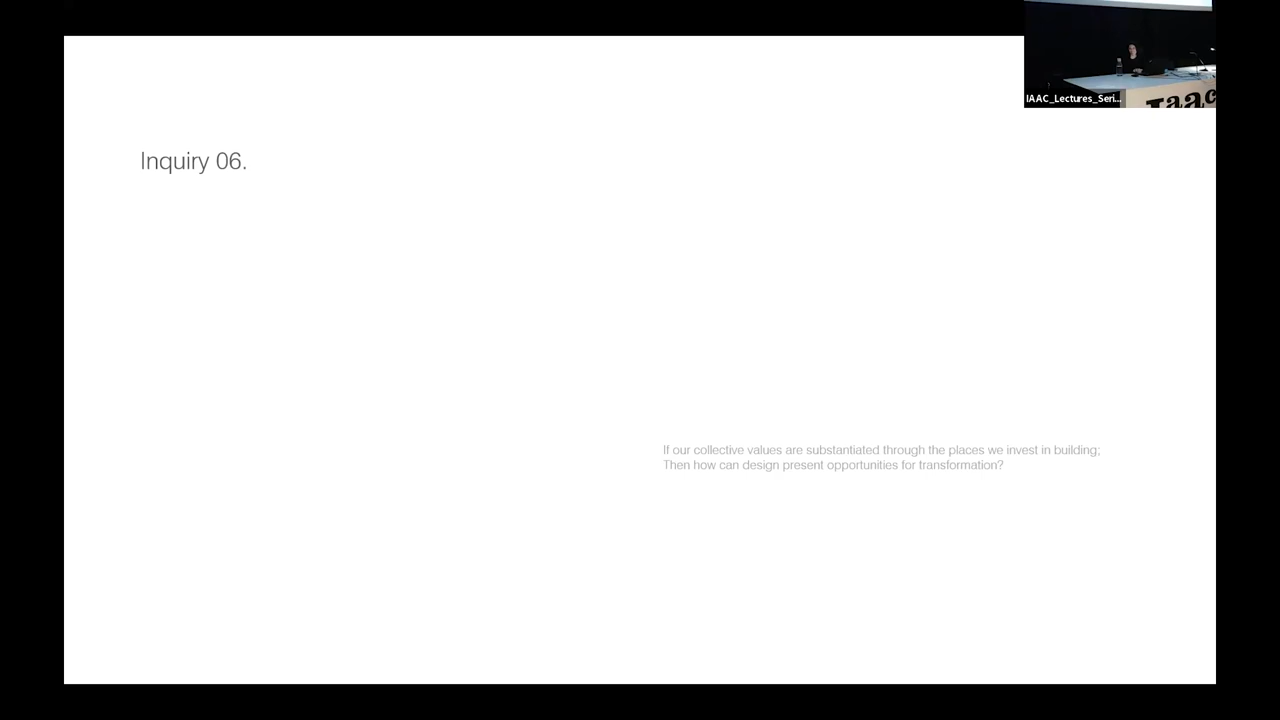 IAAC_Lectures_Seri...
Iaac
Inquiry 06.
If our collective values are substantiated through the places we invest in building;
Then how can design present opportunities for transformation?